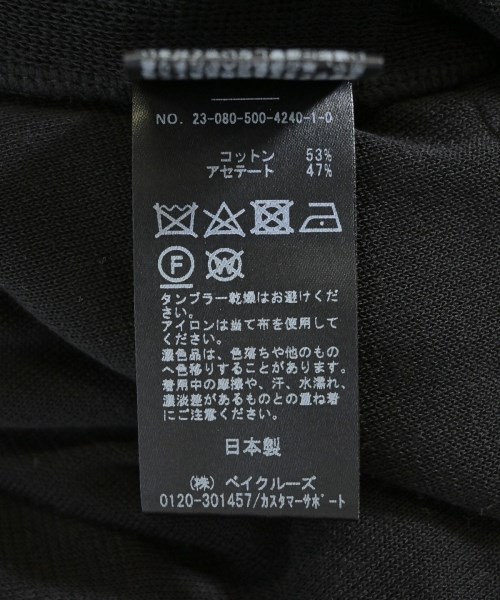 NO. 23-080-500-4240-1-0
コットン 53%
アセテート 47%
F
W
タンブラー乾燥はお避けくだ
さい。
アイロンは当て布を使用して
ください。
濃色品は、色落ちや他のもの
へ色移りすることがあります。
着用中の摩擦や、汗、水濡れ、
濃淡差があるものとの重ね着
にご注意ください。
日本製
(株) ベイクルーズ
0120-301457/カスタマーサポート